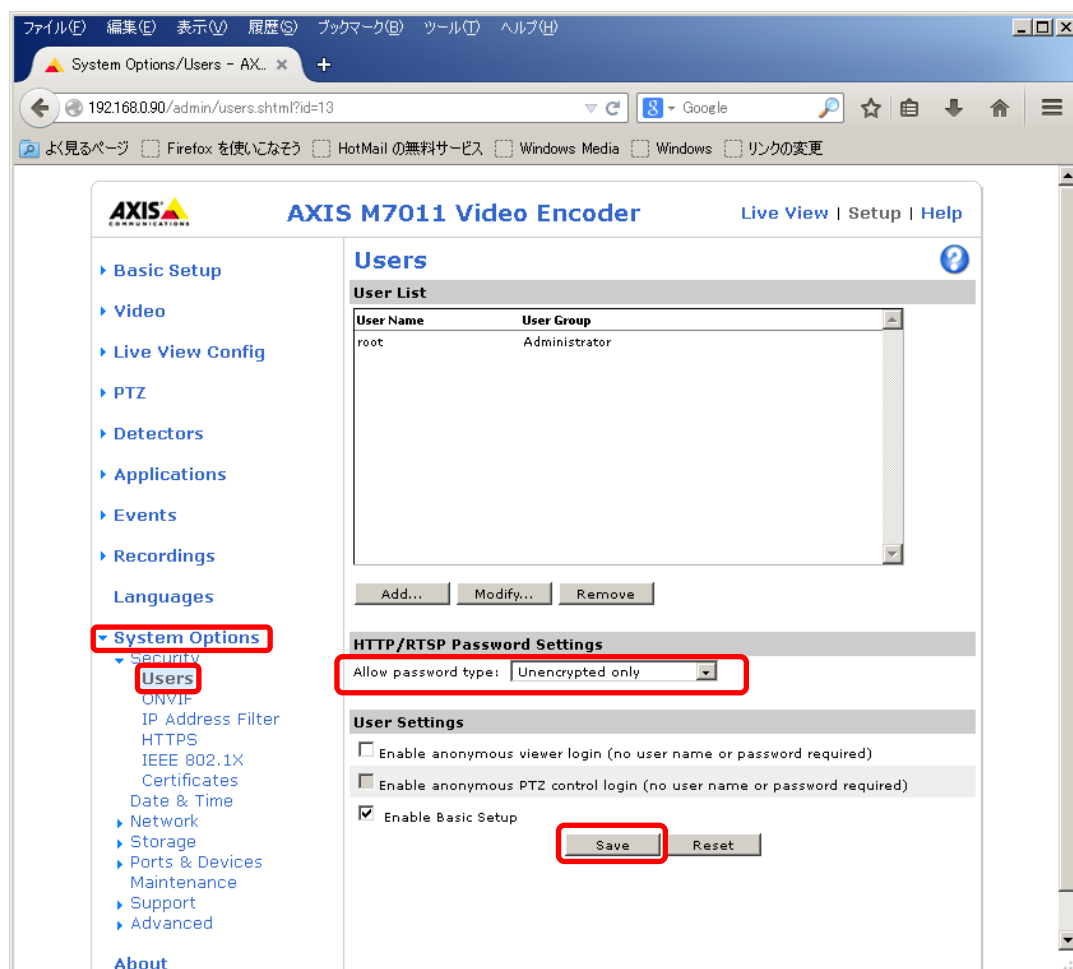 ファイル(F) 編集(E) 表示(V) 履歴(S) ブックマーク(B) ツール(T) ヘルプ(H)
System Options/Users - AX...
192.168.0.90/admin/users.shtml?id=13
Google
よく見るページ Firefox を使いこなそう HotMail の無料サービス Windows Media Windows リンクの変更
AXIS COMMUNICATIONS
AXIS M7011 Video Encoder
Live View | Setup | Help
Basic Setup
Video
Live View Config
PTZ
Detectors
Applications
Events
Recordings
Languages
System Options
Security
Users
ONVIF
IP Address Filter
HTTPS
IEEE 802.1X
Certificates
Date & Time
Network
Storage
Ports & Devices
Maintenance
Support
Advanced
About
Users
User List
User Name User Group
root Administrator
Add... Modify... Remove
HTTP/RTSP Password Settings
Allow password type: Unencrypted only
User Settings
Enable anonymous viewer login (no user name or password required)
Enable anonymous PTZ control login (no user name or password required)
Enable Basic Setup
Save Reset